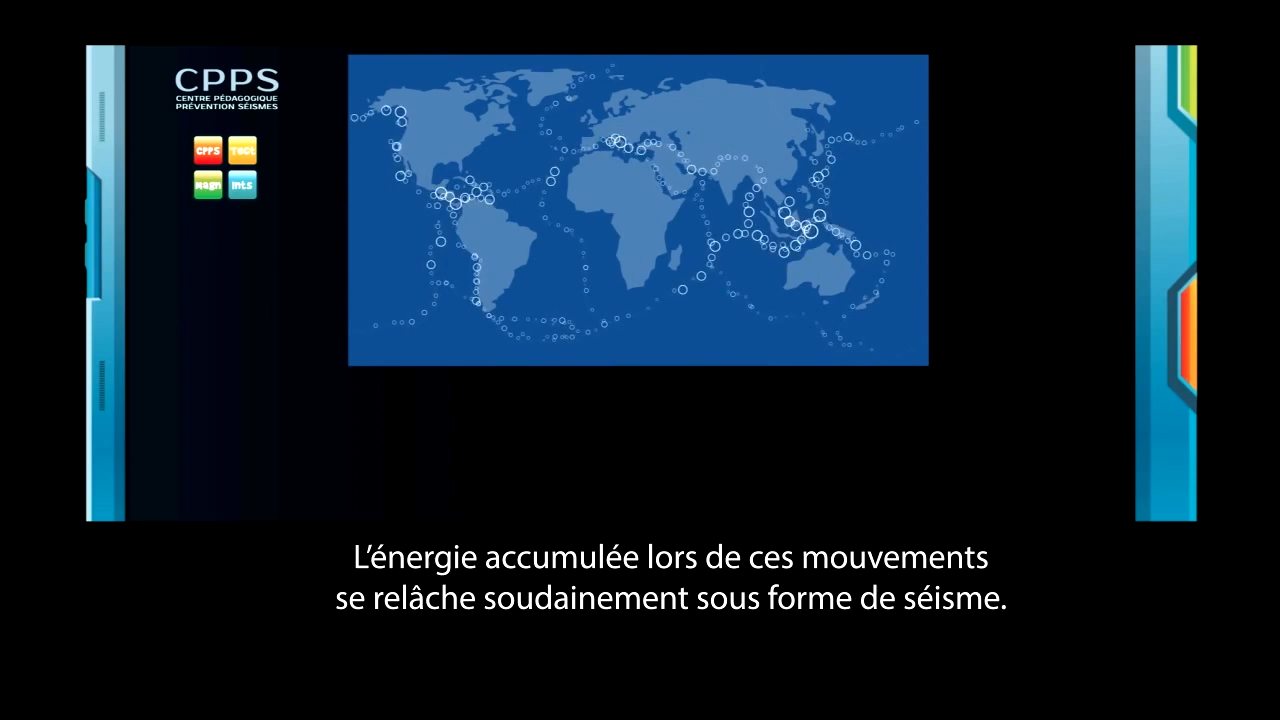 CPPS
CENTRE PÉDAGOGIQUE
PRÉVENTION SÉISMES
CPPS Tect
Magn Ints
L’énergie accumulée lors de ces mouvements
se relâche soudainement sous forme de séisme.